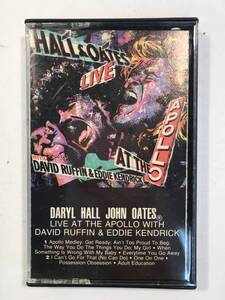 HALL & OATES
LIVE
AT THE
APOLLO
DAVID RUFFIN & EDDIE KENDRICK
DARYL HALL JOHN OATES®
LIVE AT THE APOLLO WITH
DAVID RUFFIN & EDDIE KENDRICK
1 Apollo Medley, Get Ready; Ain't Too Proud To Beg,
The Way You Do The Things You Do, My Girl • When
Something Is Wrong With My Baby • Everytime You Go Away
2 I Can't Go For That (No Can Do) • One On One •
Possession Obsession • Adult Education